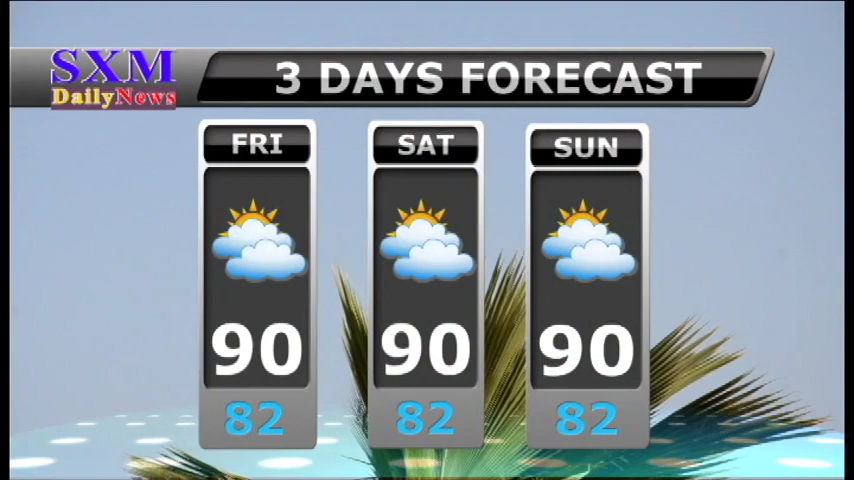 SXM
DailyNews
3 DAYS FORECAST
FRI
SAT
SUN
90
90
90
82
82
82